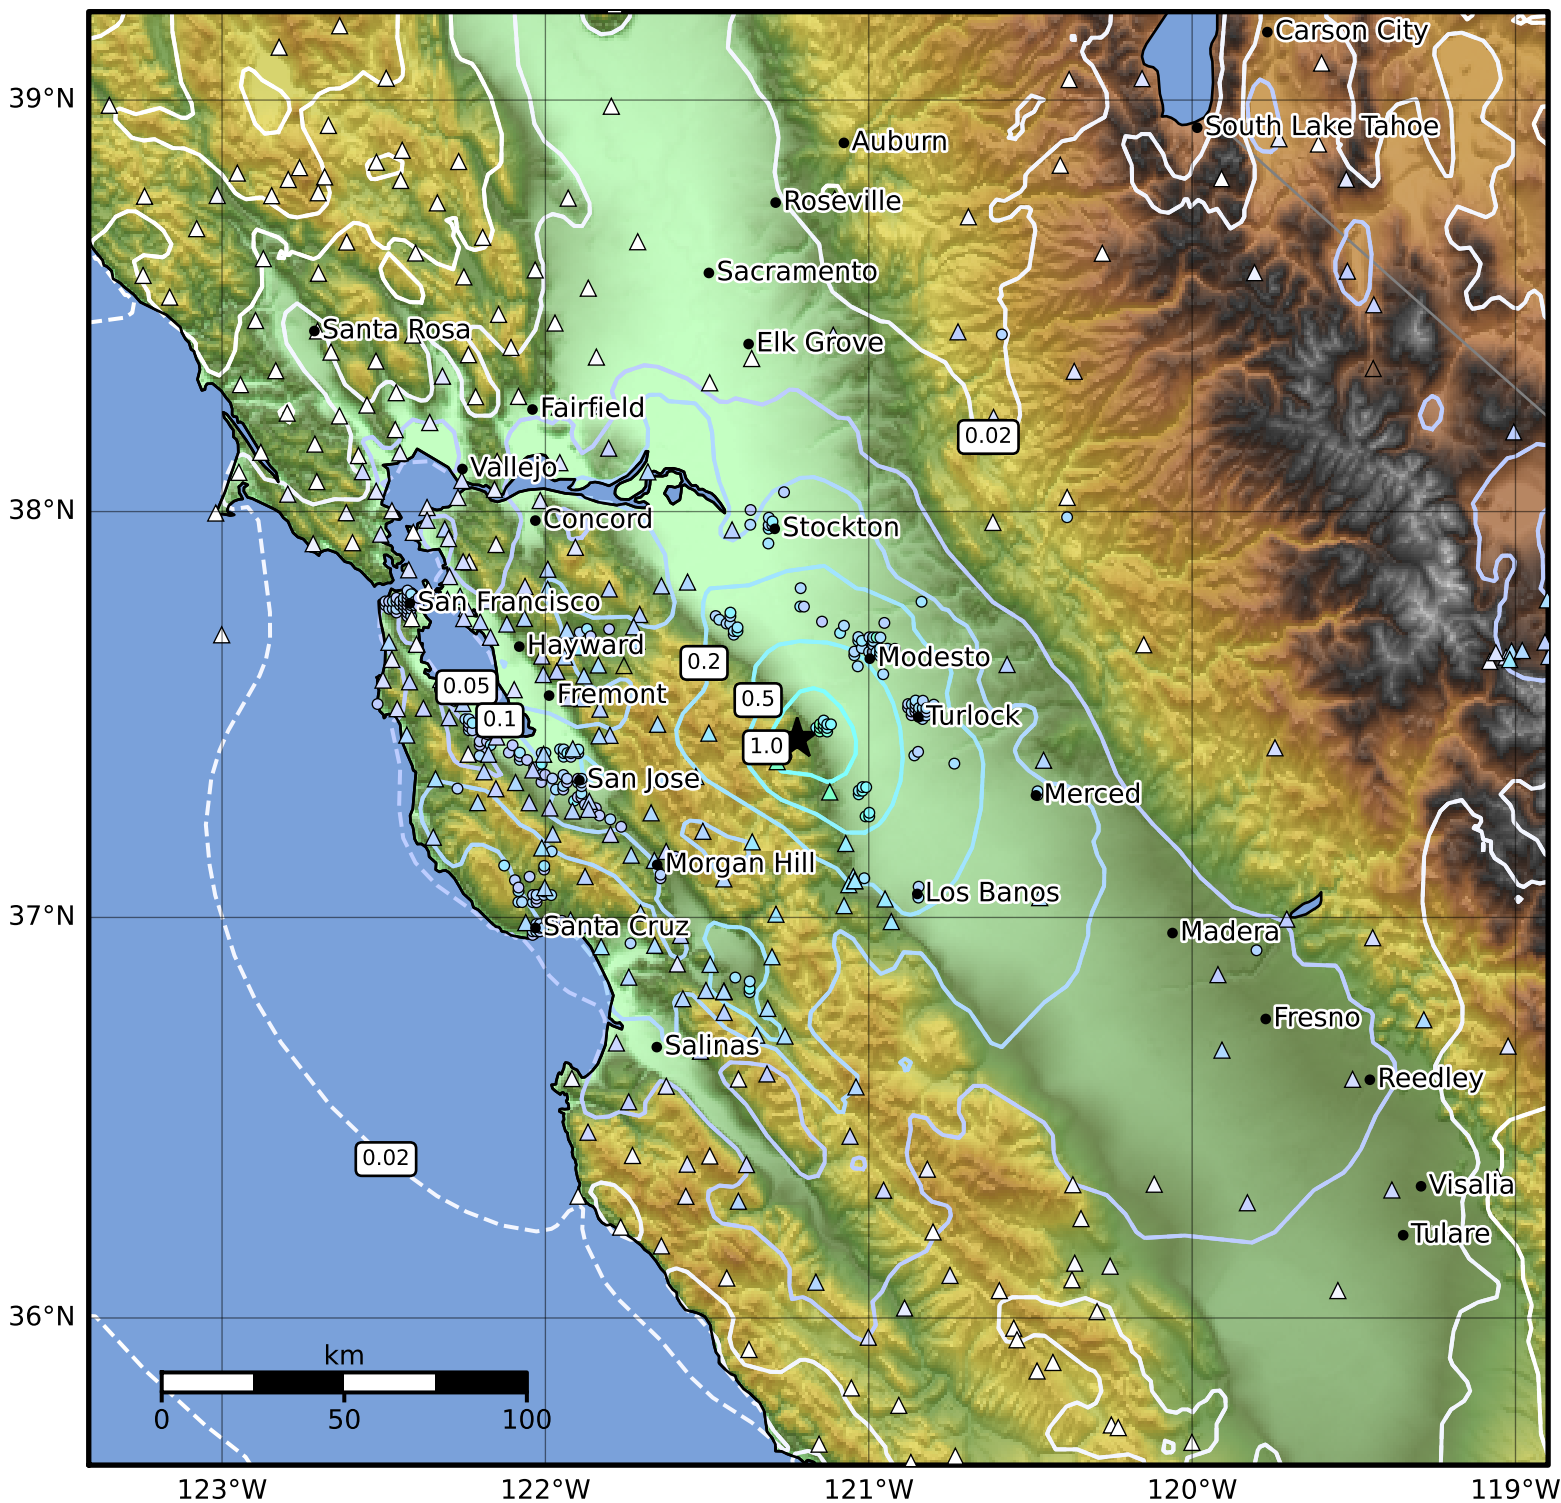 Carson City
39°N
South Lake Tahoe
Auburn
Roseville
Sacramento
Santa Rosa
Elk Grove
Fairfield
0.02
Vallejo
38°N
Concord
Stockton
San Francisco
Hayward
Modesto
0.2
0.05
Fremont
0.5
0.1
Turlock
1.0
San Jose
Merced
Morgan Hill
Los Banos
37°N
Santa Cruz
Madera
Fresno
Salinas
Reedley
0.02
Visalia
Tulare
36°N
km
0 50 100
123°W 122°W 121°W 120°W 119°W